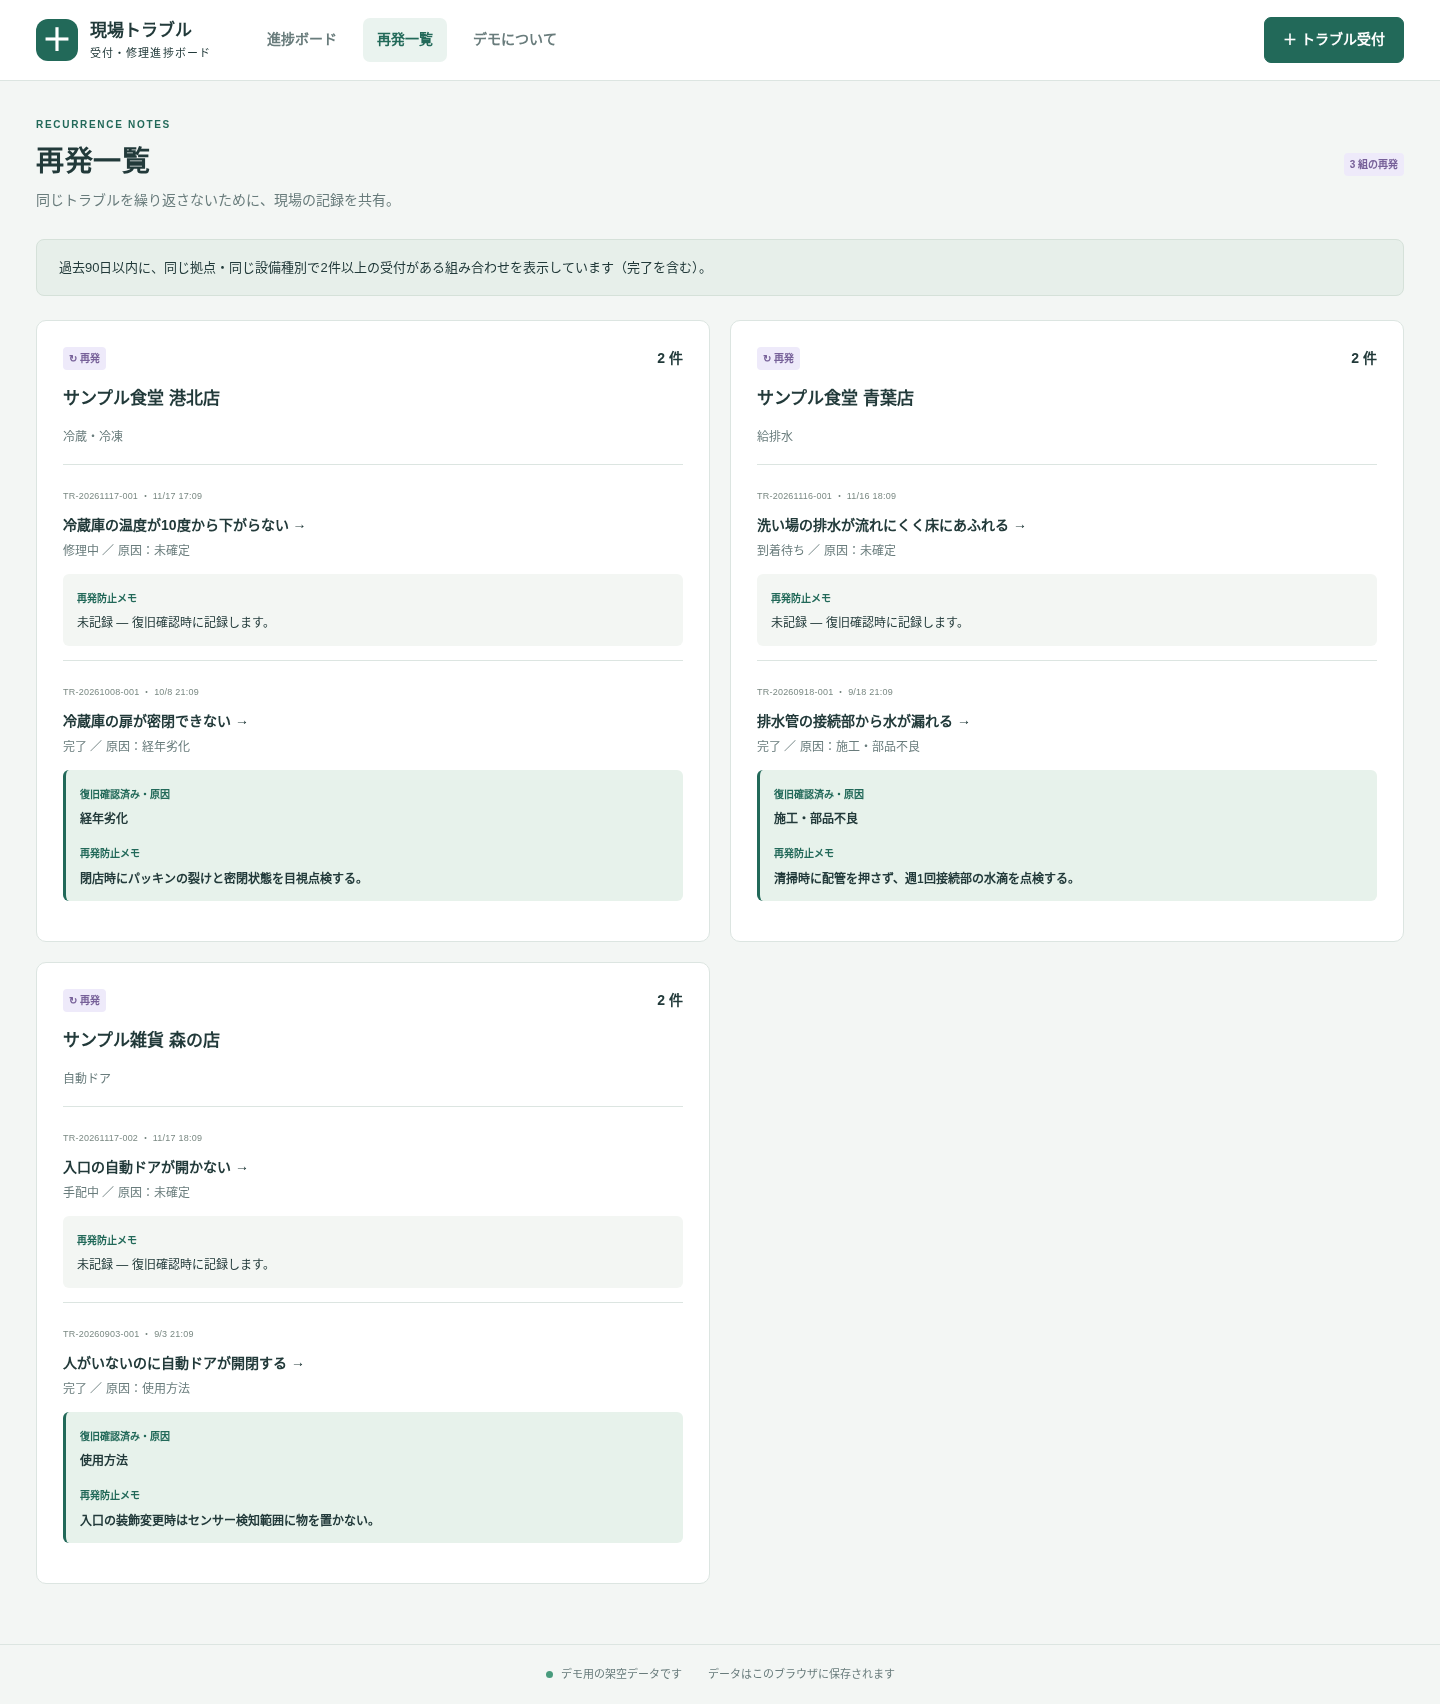 現場トラブル
受付・修理進捗ボード
進捗ボード
再発一覧
デモについて
＋ トラブル受付
RECURRENCE NOTES
再発一覧
3 組の再発
同じトラブルを繰り返さないために、現場の記録を共有。
過去90日以内に、同じ拠点・同じ設備種別で2件以上の受付がある組み合わせを表示しています（完了を含む）。
↻ 再発
2 件
サンプル食堂 港北店
冷蔵・冷凍
TR-20261117-001 ・ 11/17 17:09
冷蔵庫の温度が10度から下がらない →
修理中 ／ 原因：未確定
再発防止メモ
未記録 — 復旧確認時に記録します。
TR-20261008-001 ・ 10/8 21:09
冷蔵庫の扉が密閉できない →
完了 ／ 原因：経年劣化
復旧確認済み・原因
経年劣化
再発防止メモ
閉店時にパッキンの裂けと密閉状態を目視点検する。
↻ 再発
2 件
サンプル食堂 青葉店
給排水
TR-20261116-001 ・ 11/16 18:09
洗い場の排水が流れにくく床にあふれる →
到着待ち ／ 原因：未確定
再発防止メモ
未記録 — 復旧確認時に記録します。
TR-20260918-001 ・ 9/18 21:09
排水管の接続部から水が漏れる →
完了 ／ 原因：施工・部品不良
復旧確認済み・原因
施工・部品不良
再発防止メモ
清掃時に配管を押さず、週1回接続部の水滴を点検する。
↻ 再発
2 件
サンプル雑貨 森の店
自動ドア
TR-20261117-002 ・ 11/17 18:09
入口の自動ドアが開かない →
手配中 ／ 原因：未確定
再発防止メモ
未記録 — 復旧確認時に記録します。
TR-20260903-001 ・ 9/3 21:09
人がいないのに自動ドアが開閉する →
完了 ／ 原因：使用方法
復旧確認済み・原因
使用方法
再発防止メモ
入口の装飾変更時はセンサー検知範囲に物を置かない。
デモ用の架空データです
データはこのブラウザに保存されます